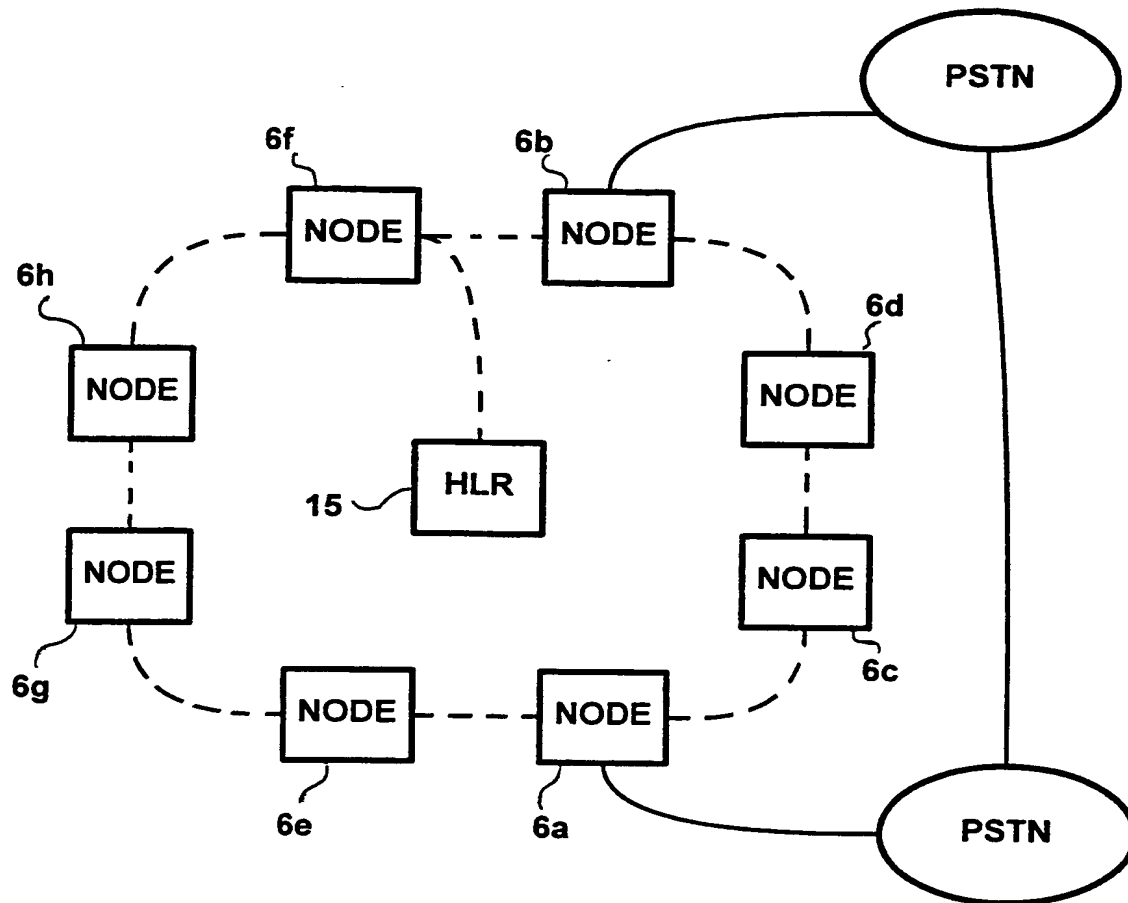 PSTN
6f
6b
NODE
NODE
6h
6d
NODE
NODE
HLR
15
NODE
NODE
6g
6c
NODE
NODE
6e
6a
PSTN